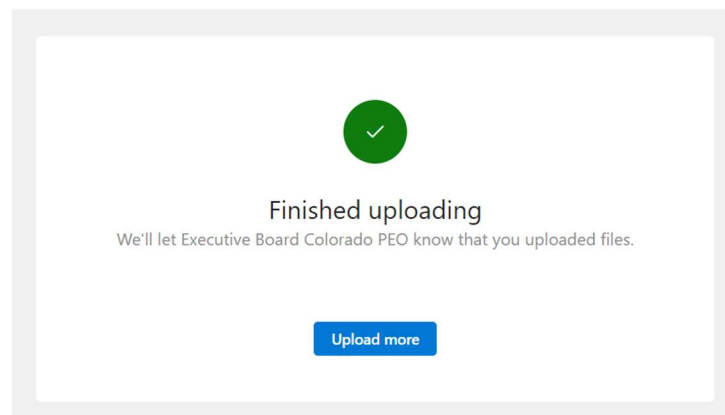 Finished uploading
We'll let Executive Board Colorado PEO know that you uploaded files.
Upload more